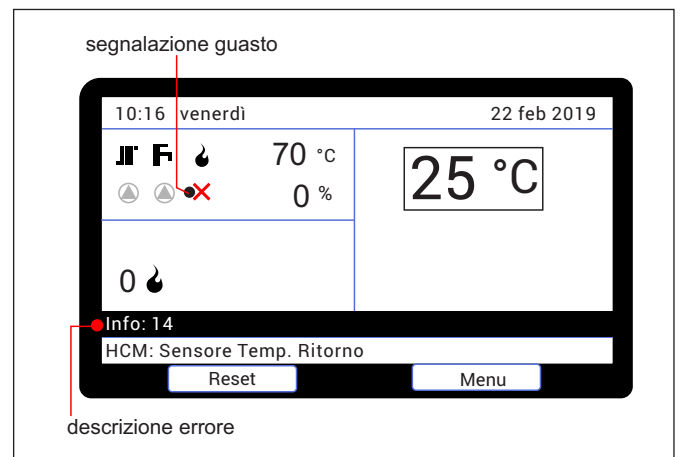 segnalazione guasto
10:16 venerdì 22 feb 2019
70 °C
0 %
25 °C
0
Info: 14
HCM: Sensore Temp. Ritorno
Reset Menu
descrizione errore